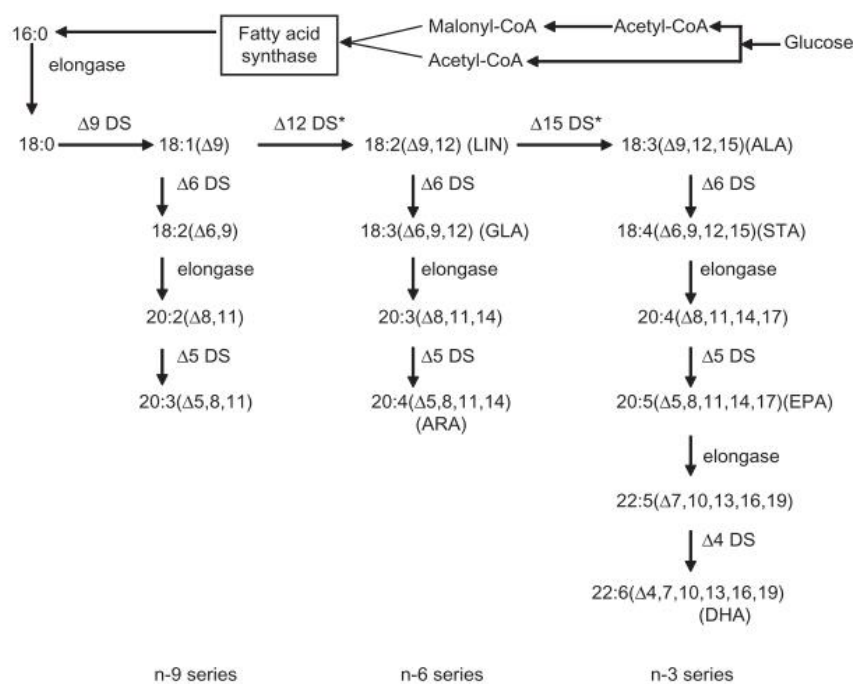 16:0
Fatty acid
synthase
Malonyl-CoA
Acetyl-CoA
Glucose
Acetyl-CoA
elongase
18:0
Δ9 DS
18:1(Δ9)
Δ12 DS*
18:2(Δ9,12) (LIN)
Δ15 DS*
18:3(Δ9,12,15)(ALA)
Δ6 DS
Δ6 DS
Δ6 DS
18:2(Δ6,9)
18:3(Δ6,9,12) (GLA)
18:4(Δ6,9,12,15)(STA)
elongase
elongase
elongase
20:2(Δ8,11)
20:3(Δ8,11,14)
20:4(Δ8,11,14,17)
Δ5 DS
Δ5 DS
Δ5 DS
20:3(Δ5,8,11)
20:4(Δ5,8,11,14)
(ARA)
20:5(Δ5,8,11,14,17)(EPA)
elongase
22:5(Δ7,10,13,16,19)
Δ4 DS
22:6(Δ4,7,10,13,16,19)
(DHA)
n-9 series
n-6 series
n-3 series